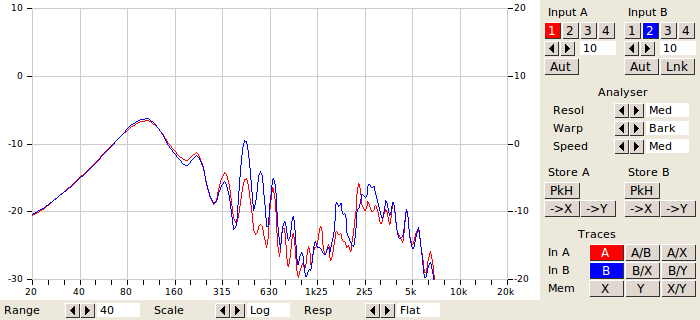 10
0
-10
-20
-30
20
10
0
-10
-20
20 40 80 160 315 630 1k25 2k5 5k 10k 20k
Range 40 Scale Log Resp Flat
Input A Input B
1 2 3 4 1 2 3 4
10 10
Aut Aut Lnk
Analyser
Resol Med
Warp Bark
Speed Med
Store A Store B
PkH PkH
->X ->Y ->X ->Y
Traces
In A A A/B A/X
In B B B/X B/Y
Mem X Y X/Y